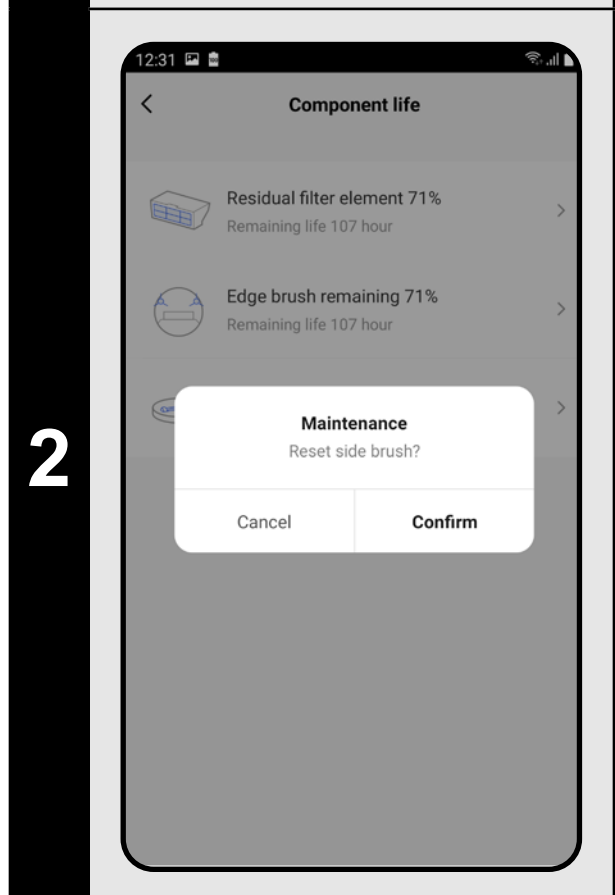 2
12:31
Component life
Residual filter element 71%
Remaining life 107 hour
Edge brush remaining 71%
Remaining life 107 hour
Maintenance
Reset side brush?
Cancel
Confirm